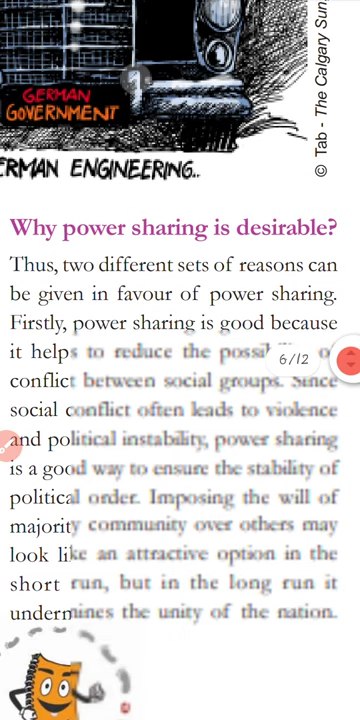 GERMAN
GOVERNMENT
ERMAN ENGINEERING..
© Tab - The Calgary Sun,
Why power sharing is desirable?
Thus, two different sets of reasons can
be given in favour of power sharing.
Firstly, power sharing is good because
it helps to reduce the possi
6/12
conflict between social groups. Since
social conflict often leads to violence
and political instability, power sharing
is a good way to ensure the stability of
political order. Imposing the will of
majority community over others may
look like an attractive option in the
short run, but in the long run it
undermines the unity of the nation.